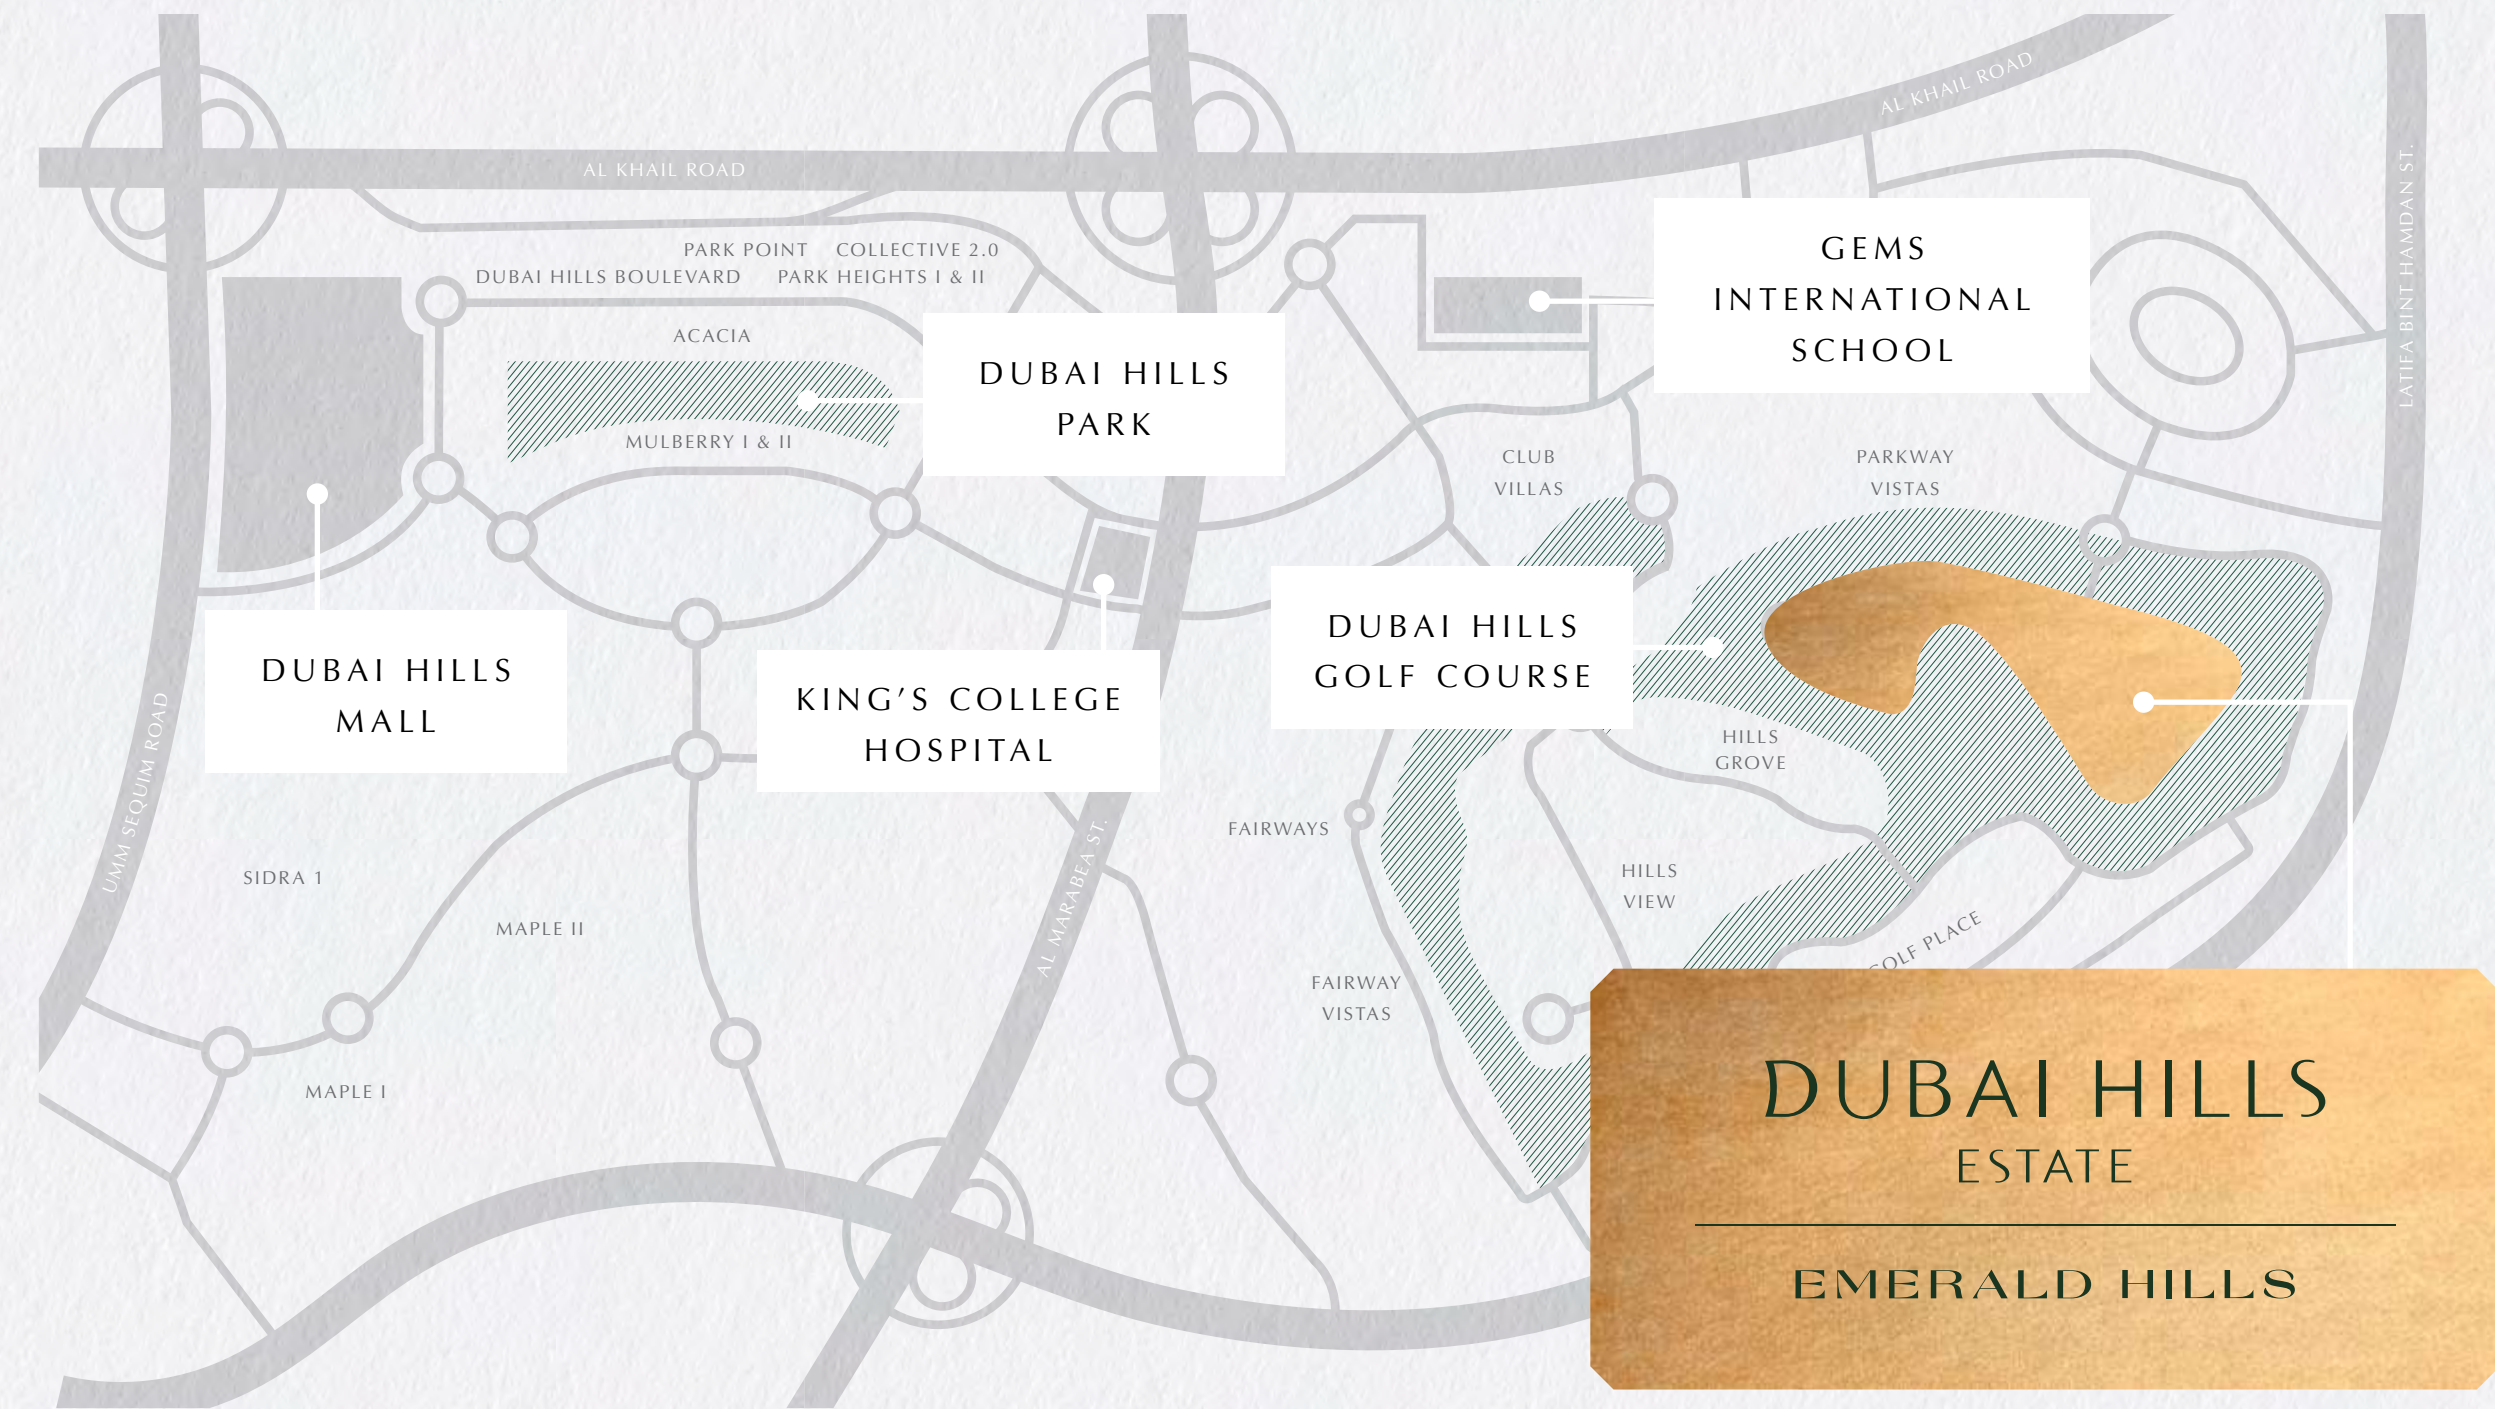 AL KHAIL ROAD
AL KHAIL ROAD
LATIFA BINT HAMDAN ST.
PARK POINT COLLECTIVE 2.0
DUBAI HILLS BOULEVARD PARK HEIGHTS I & II
GEMS
INTERNATIONAL
SCHOOL
ACACIA
DUBAI HILLS
PARK
MULBERRY I & II
CLUB
VILLAS
PARKWAY
VISTAS
DUBAI HILLS
MALL
KING'S COLLEGE
HOSPITAL
DUBAI HILLS
GOLF COURSE
HILLS
GROVE
UMM SEQUIM ROAD
FAIRWAYS
AL MARABEA ST.
SIDRA 1
HILLS
VIEW
MAPLE II
GOLF PLACE
FAIRWAY
VISTAS
MAPLE I
DUBAI HILLS
ESTATE
EMERALD HILLS